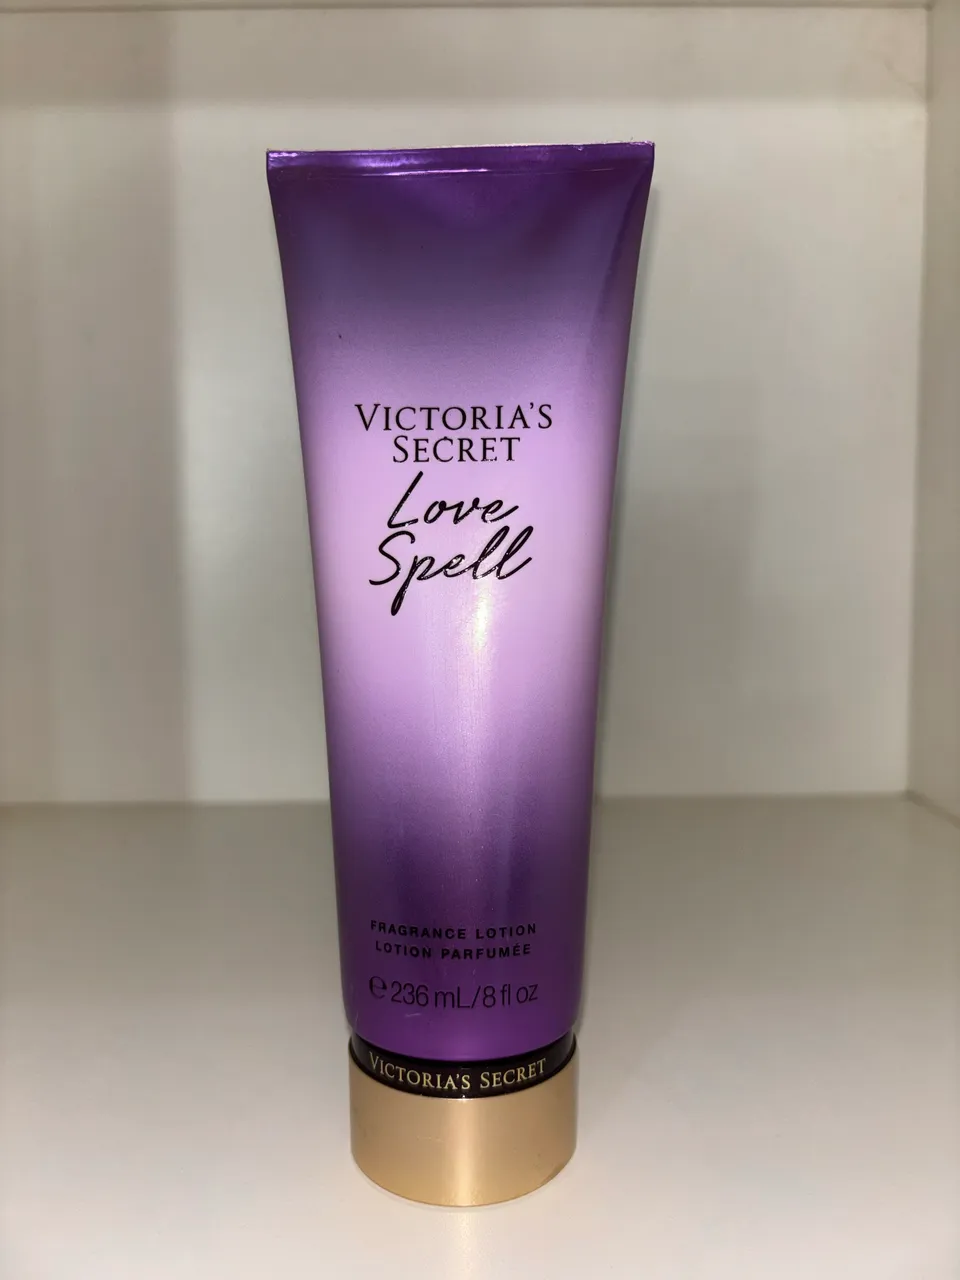 VICTORIA'S
SECRET
Love
Spell
FRAGRANCE LOTION
LOTION PARFUMÉE
℮ 236 mL/8 fl oz
VICTORIA'S SECRET